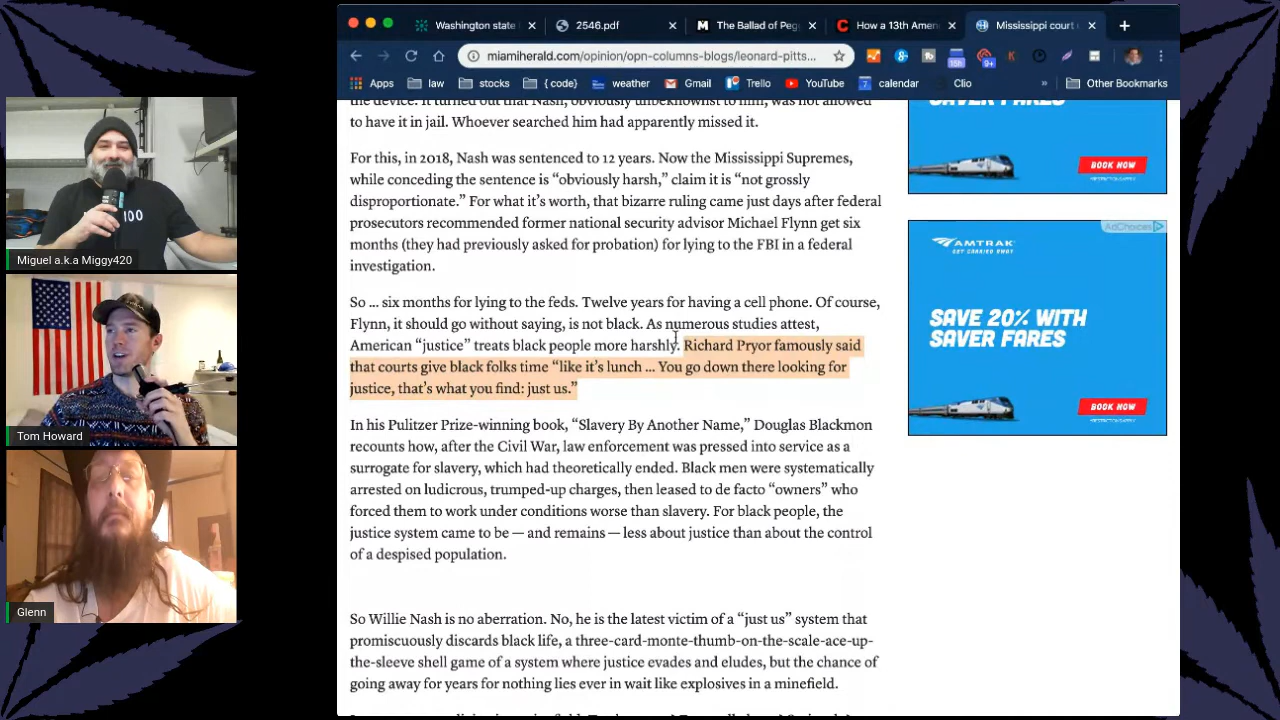 Washington state
2546.pdf
The Ballad of Peg
How a 13th Amen
Mississippi court
miamiherald.com/opinion/opn-columns-blogs/leonard-pitts...
Apps
law
stocks
{ code }
weather
Gmail
Trello
YouTube
calendar
Clio
»
Other Bookmarks
the device. It turned out that Nash, obviously unbeknownst to him, was not allowed
to have it in jail. Whoever searched him had apparently missed it.
For this, in 2018, Nash was sentenced to 12 years. Now the Mississippi Supremes,
while conceding the sentence is “obviously harsh,” claim it is “not grossly
disproportionate.” For what it’s worth, that bizarre ruling came just days after federal
prosecutors recommended former national security advisor Michael Flynn get six
months (they had previously asked for probation) for lying to the FBI in a federal
investigation.
So ... six months for lying to the feds. Twelve years for having a cell phone. Of course,
Flynn, it should go without saying, is not black. As numerous studies attest,
American “justice” treats black people more harshly. Richard Pryor famously said
that courts give black folks time “like it’s lunch ... You go down there looking for
justice, that’s what you find: just us.”
In his Pulitzer Prize-winning book, “Slavery By Another Name,” Douglas Blackmon
recounts how, after the Civil War, law enforcement was pressed into service as a
surrogate for slavery, which had theoretically ended. Black men were systematically
arrested on ludicrous, trumped-up charges, then leased to de facto “owners” who
forced them to work under conditions worse than slavery. For black people, the
justice system came to be — and remains — less about justice than about the control
of a despised population.
So Willie Nash is no aberration. No, he is the latest victim of a “just us” system that
promiscuously discards black life, a three-card-monte-thumb-on-the-scale-ace-up-
the-sleeve shell game of a system where justice evades and eludes, but the chance of
going away for years for nothing lies ever in wait like explosives in a minefield.
SAVER FARES
BOOK NOW
AdChoices
AMTRAK
SAVE 20% WITH
SAVER FARES
BOOK NOW
Miguel a.k.a Miggy420
Tom Howard
Glenn